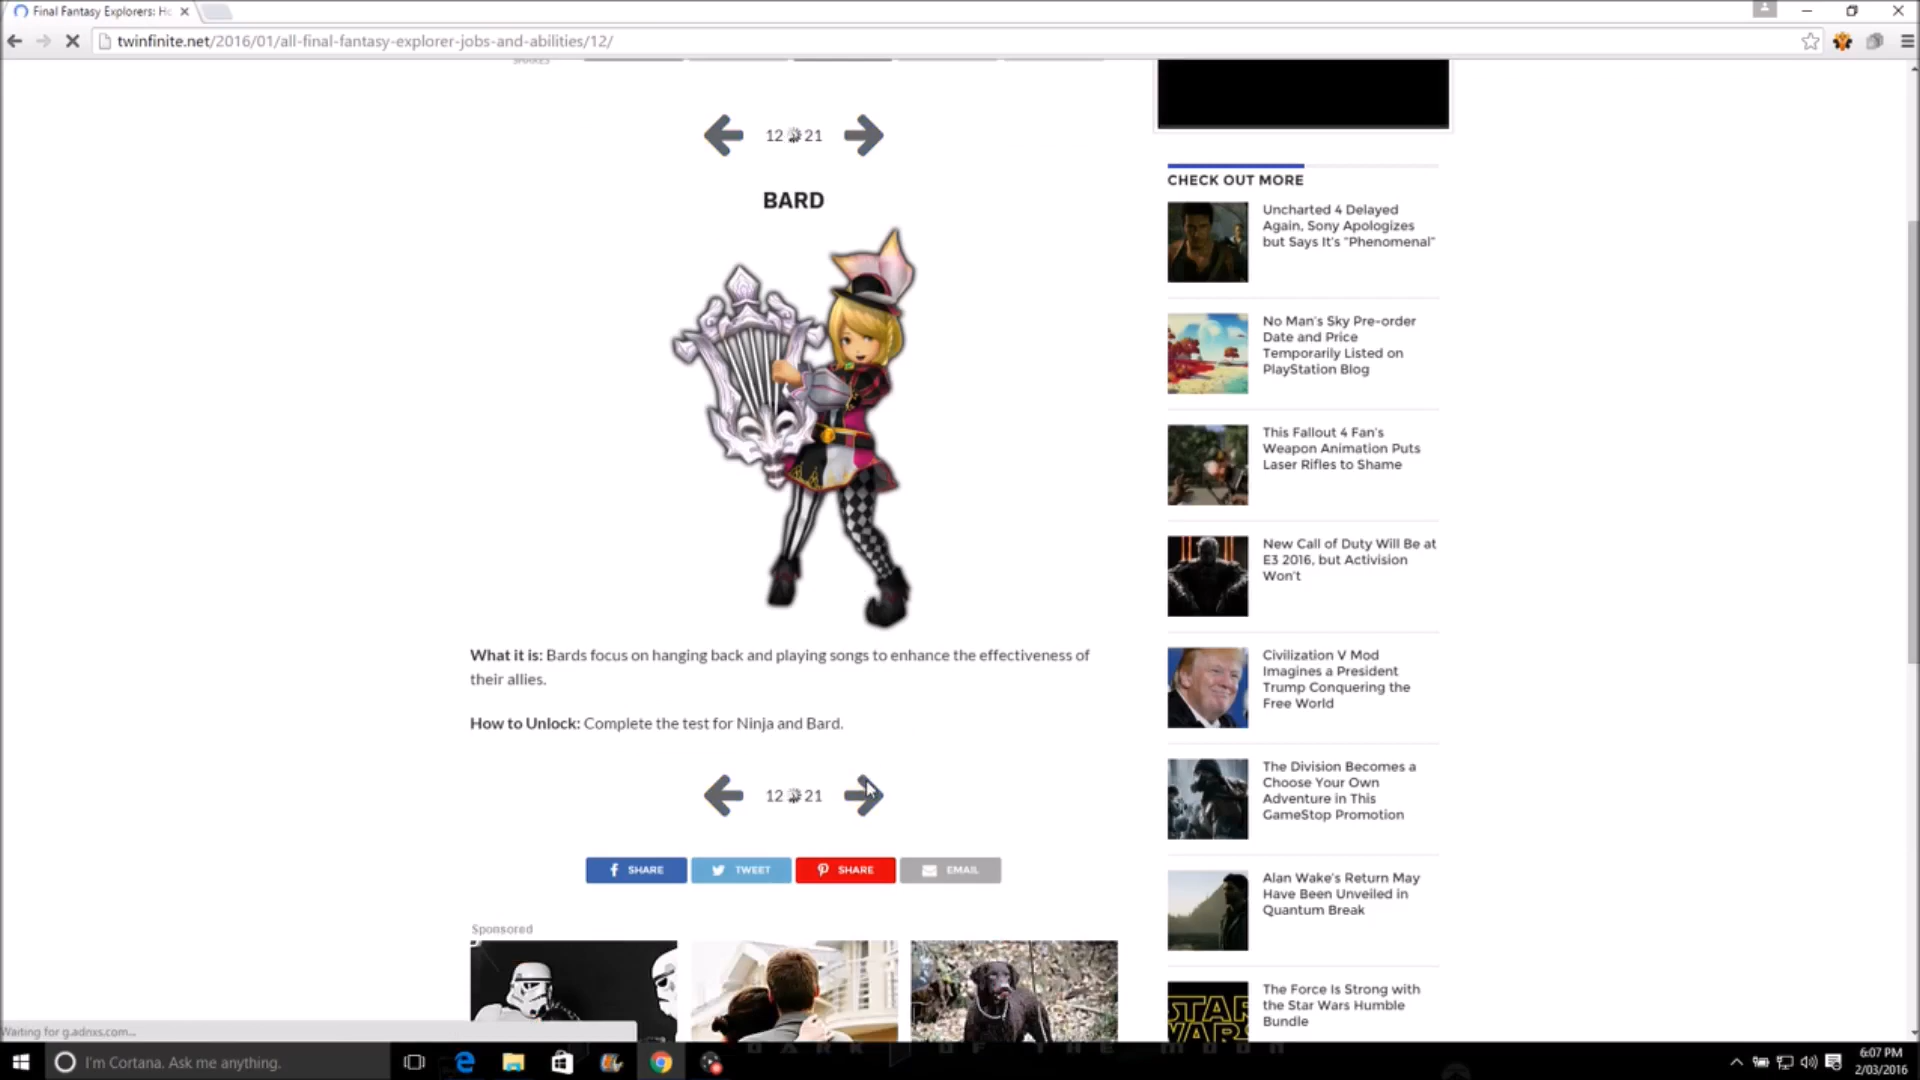 Final Fantasy Explorers: Ho
twinfinite.net/2016/01/all-final-fantasy-explorer-jobs-and-abilities/12/
SHARES
12 21
BARD
What it is: Bards focus on hanging back and playing songs to enhance the effectiveness of
their allies.
How to Unlock: Complete the test for Ninja and Bard.
12 21
SHARE
TWEET
SHARE
EMAIL
Sponsored
CHECK OUT MORE
Uncharted 4 Delayed
Again, Sony Apologizes
but Says It's "Phenomenal"
No Man's Sky Pre-order
Date and Price
Temporarily Listed on
PlayStation Blog
This Fallout 4 Fan's
Weapon Animation Puts
Laser Rifles to Shame
New Call of Duty Will Be at
E3 2016, but Activision
Won't
Civilization V Mod
Imagines a President
Trump Conquering the
Free World
The Division Becomes a
Choose Your Own
Adventure in This
GameStop Promotion
Alan Wake's Return May
Have Been Unveiled in
Quantum Break
STAR
WARS
The Force Is Strong with
the Star Wars Humble
Bundle
Waiting for g.adnxs.com...
I'm Cortana. Ask me anything.
DARK OF THE MOON
6:07 PM
2/03/2016